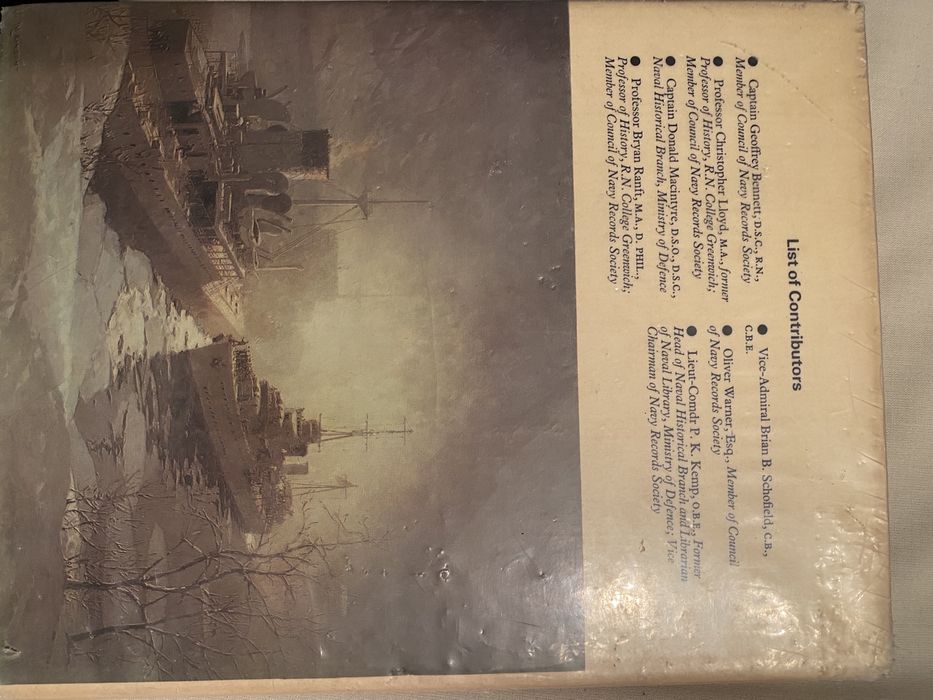 List of Contributors
● Captain Geoffrey Bennett, D.S.C., R.N.,
Member of Council of Navy Records Society
● Professor Christopher Lloyd, M.A., former
Professor of History, R.N. College Greenwich;
Member of Council of Navy Records Society
● Captain Donald Macintyre, D.S.O., D.S.C.,
Naval Historical Branch, Ministry of Defence
● Professor Bryan Ranft, M.A., D. PHIL.,
Professor of History, R.N. College Greenwich;
Member of Council of Navy Records Society
● Vice-Admiral Brian B. Schofield, C.B.,
C.B.E.
● Oliver Warner, Esq., Member of Council
of Navy Records Society
● Lieut-Comdr P. K. Kemp, O.B.E., Former
Head of Naval Historical Branch and Librarian
of Naval Library, Ministry of Defence; Vice
Chairman of Navy Records Society